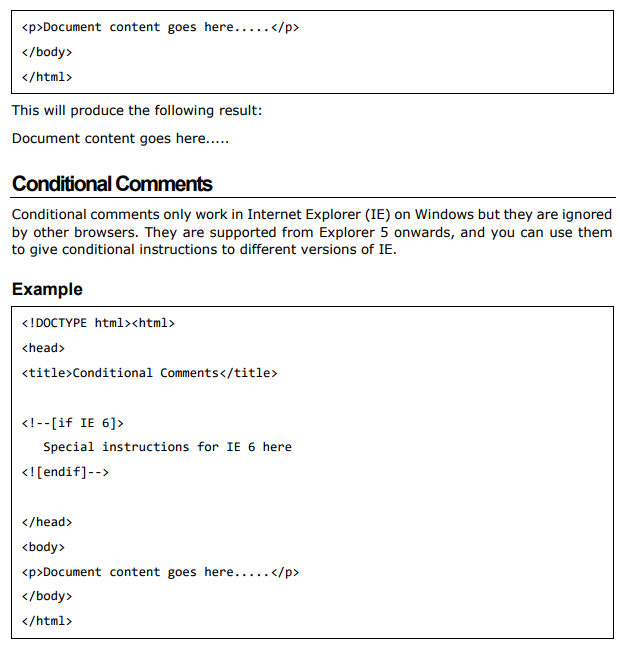 <p>Document content goes here.....</p>
</body>
</html>
This will produce the following result:
Document content goes here.....
Conditional Comments
Conditional comments only work in Internet Explorer (IE) on Windows but they are ignored
by other browsers. They are supported from Explorer 5 onwards, and you can use them
to give conditional instructions to different versions of IE.
Example
<!DOCTYPE html><html>
<head>
<title>Conditional Comments</title>
<!--[if IE 6]>
   Special instructions for IE 6 here
<![endif]-->
</head>
<body>
<p>Document content goes here.....</p>
</body>
</html>